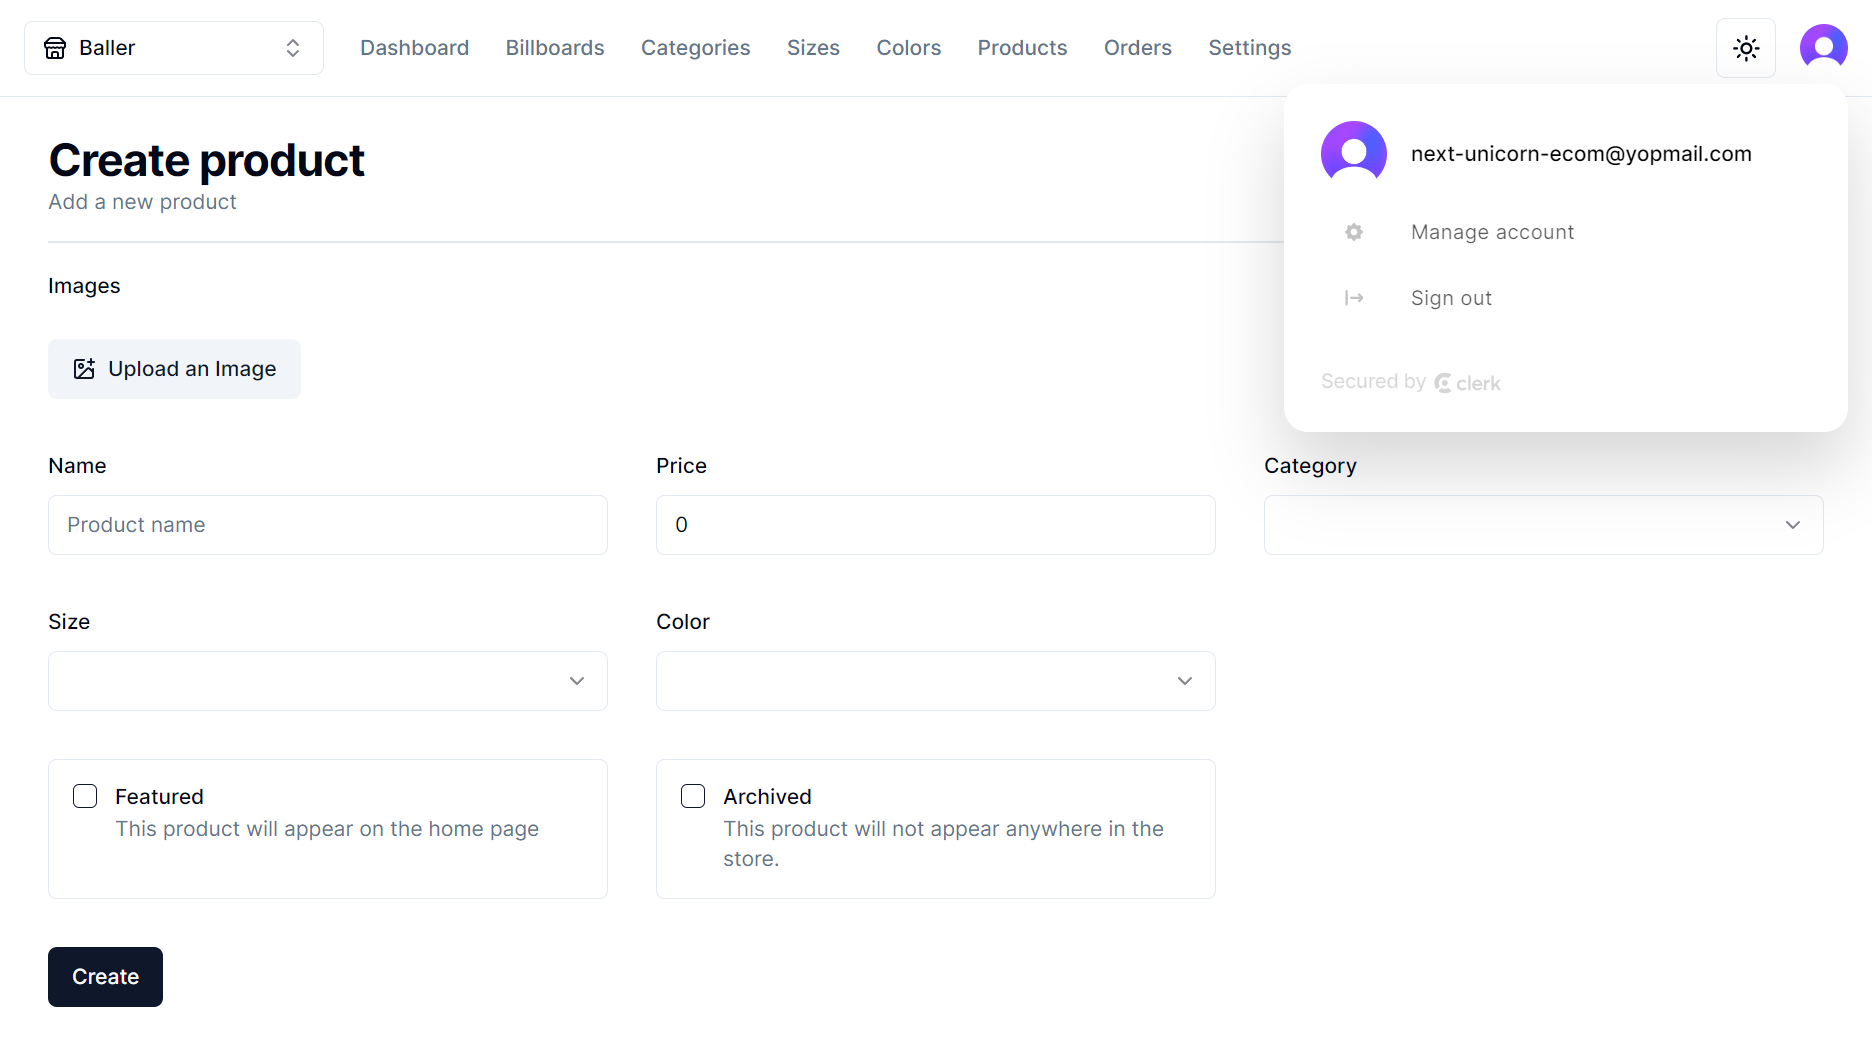 Baller
Dashboard
Billboards
Categories
Sizes
Colors
Products
Orders
Settings
next-unicorn-ecom@yopmail.com
Manage account
Sign out
Secured by clerk
Create product
Add a new product
Images
Upload an Image
Name
Price
Category
Product name
0
Size
Color
Featured
This product will appear on the home page
Archived
This product will not appear anywhere in the
store.
Create